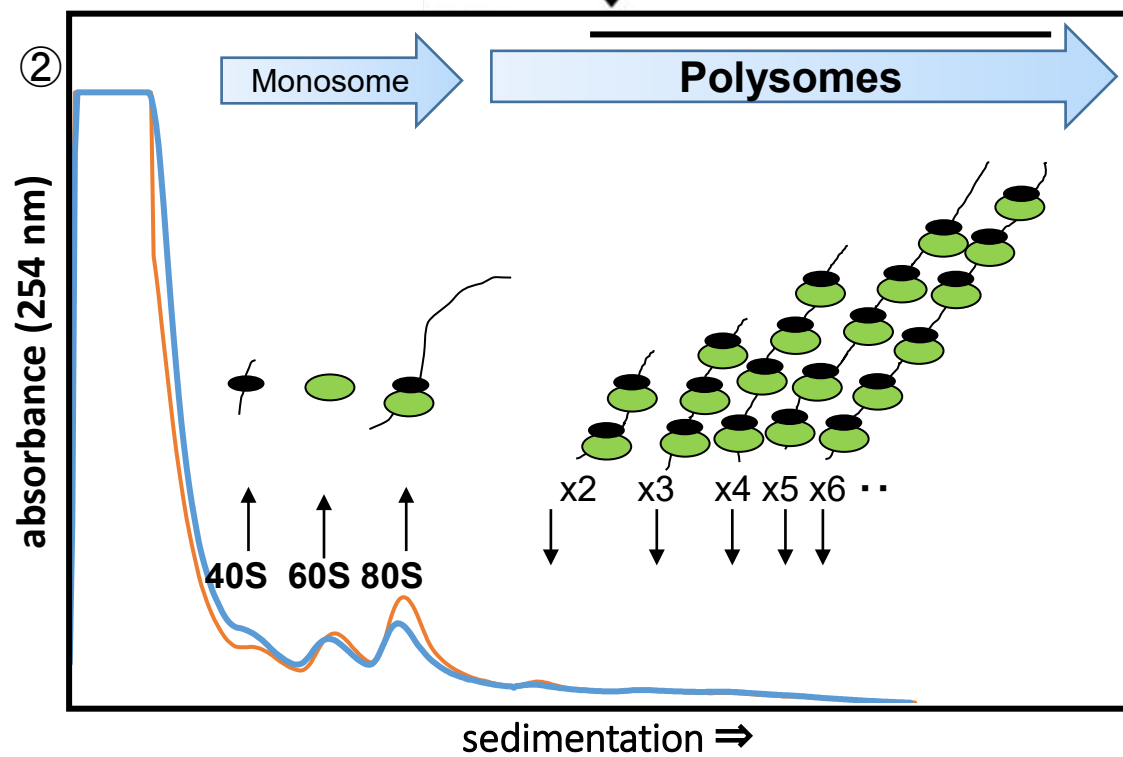 ②
Monosome
Polysomes
absorbance (254 nm)
x2 x3 x4 x5 x6 ··
40S 60S 80S
sedimentation ⇒